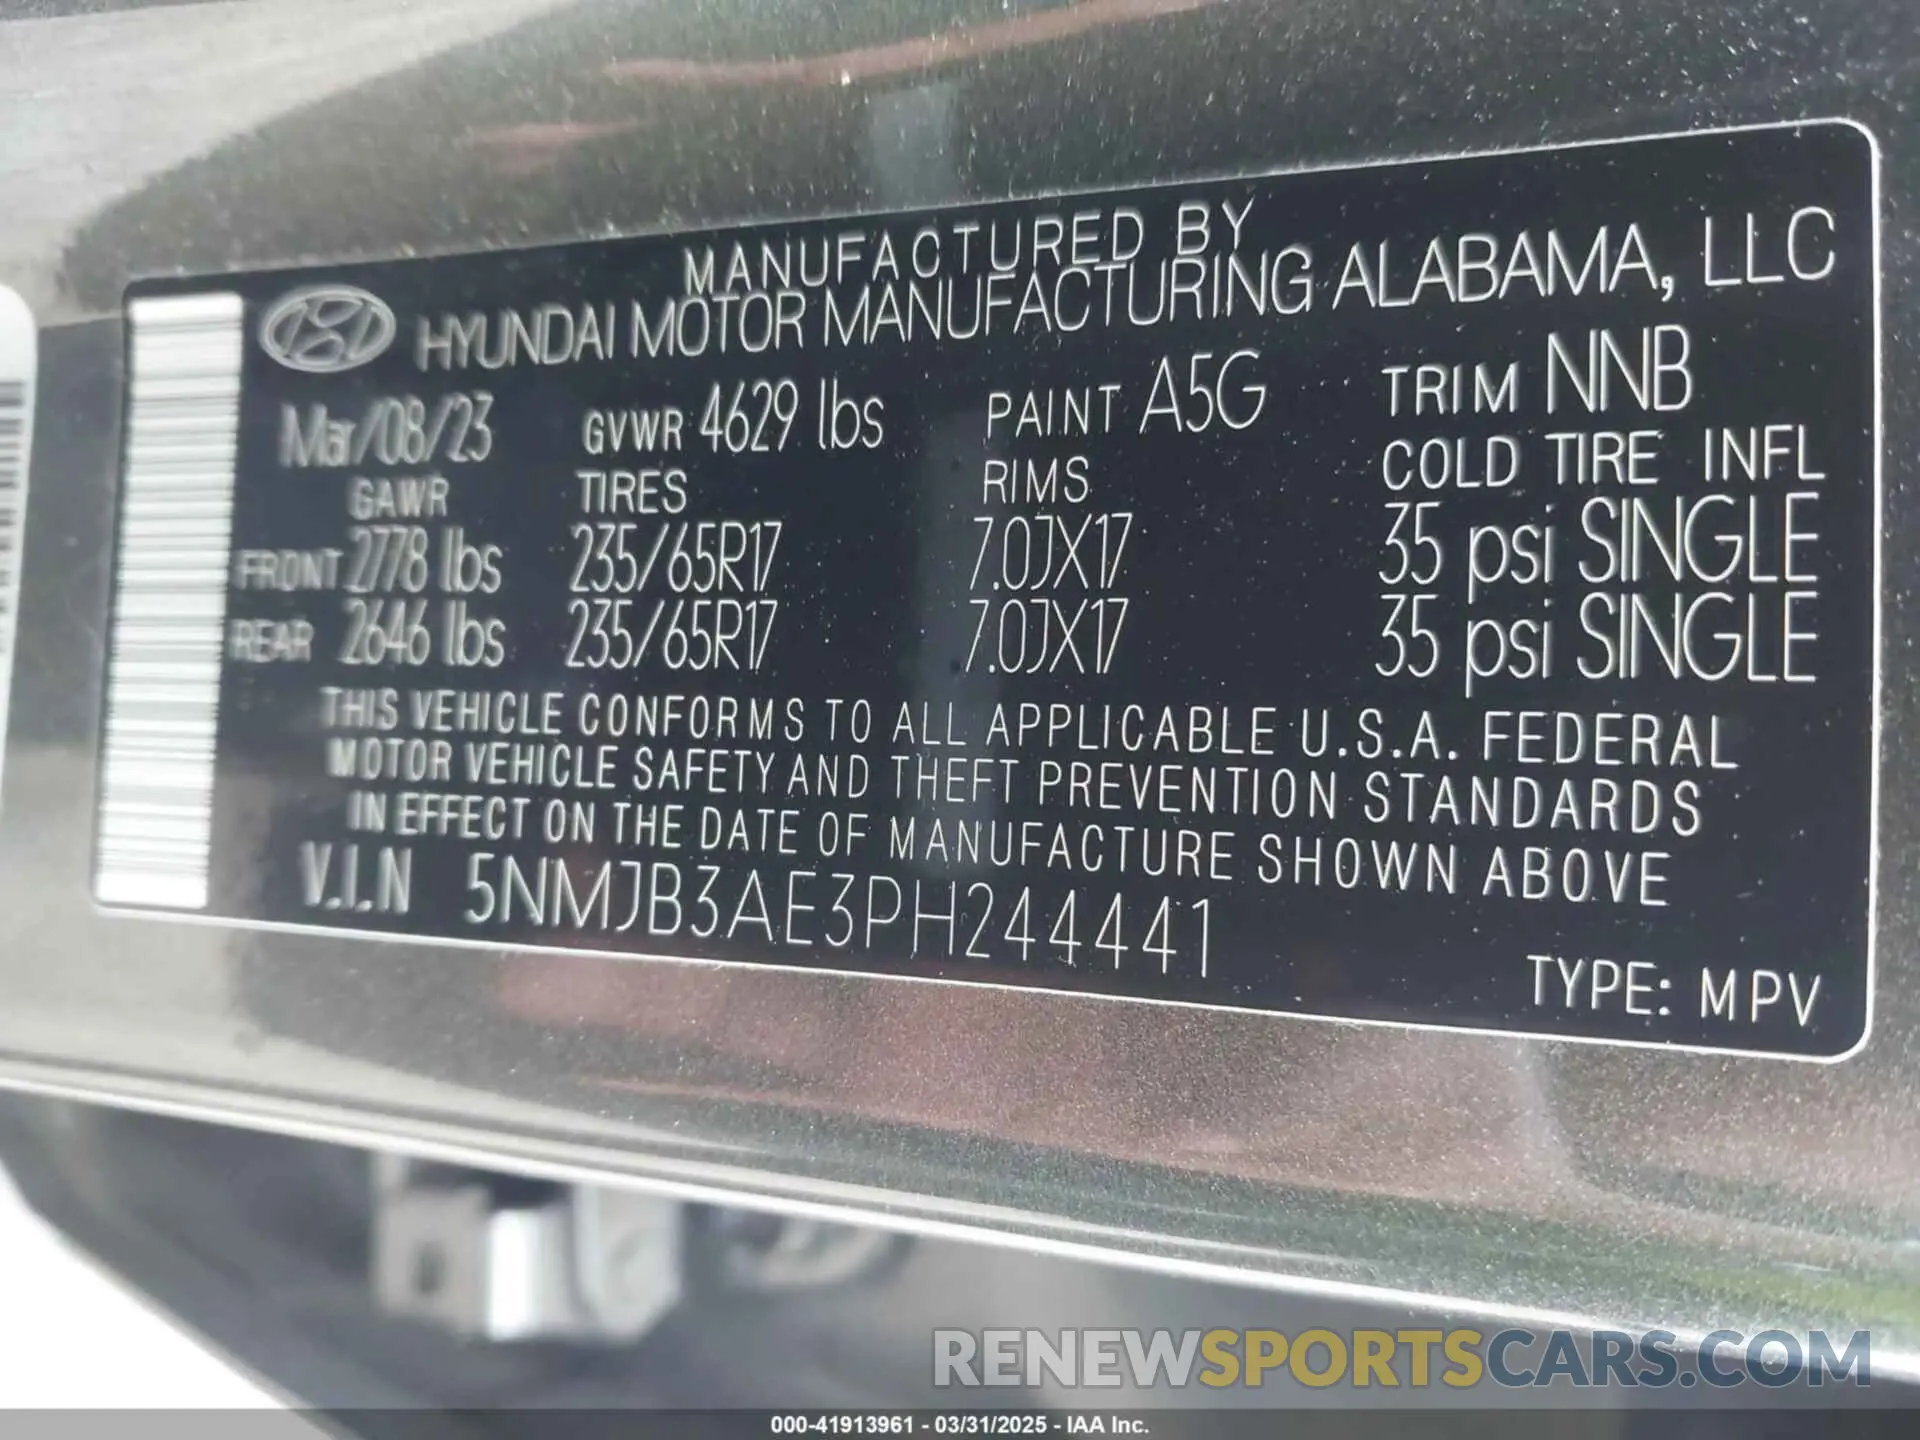 MANUFACTURED BY
HYUNDAI MOTOR MANUFACTURING ALABAMA, LLC
Mar/08/23 GVWR 4629 lbs PAINT A5G TRIM NNB
GAWR TIRES RIMS COLD TIRE INFL
FRONT 2778 lbs 235/65R17 7.0JX17 35 psi SINGLE
REAR 2646 lbs 235/65R17 7.0JX17 35 psi SINGLE
THIS VEHICLE CONFORMS TO ALL APPLICABLE U.S.A. FEDERAL
MOTOR VEHICLE SAFETY AND THEFT PREVENTION STANDARDS
IN EFFECT ON THE DATE OF MANUFACTURE SHOWN ABOVE
V.I.N 5NMJB3AE3PH244441
TYPE: MPV
RENEWSPORTSCARS.COM
000-41913961 - 03/31/2025 - IAA Inc.